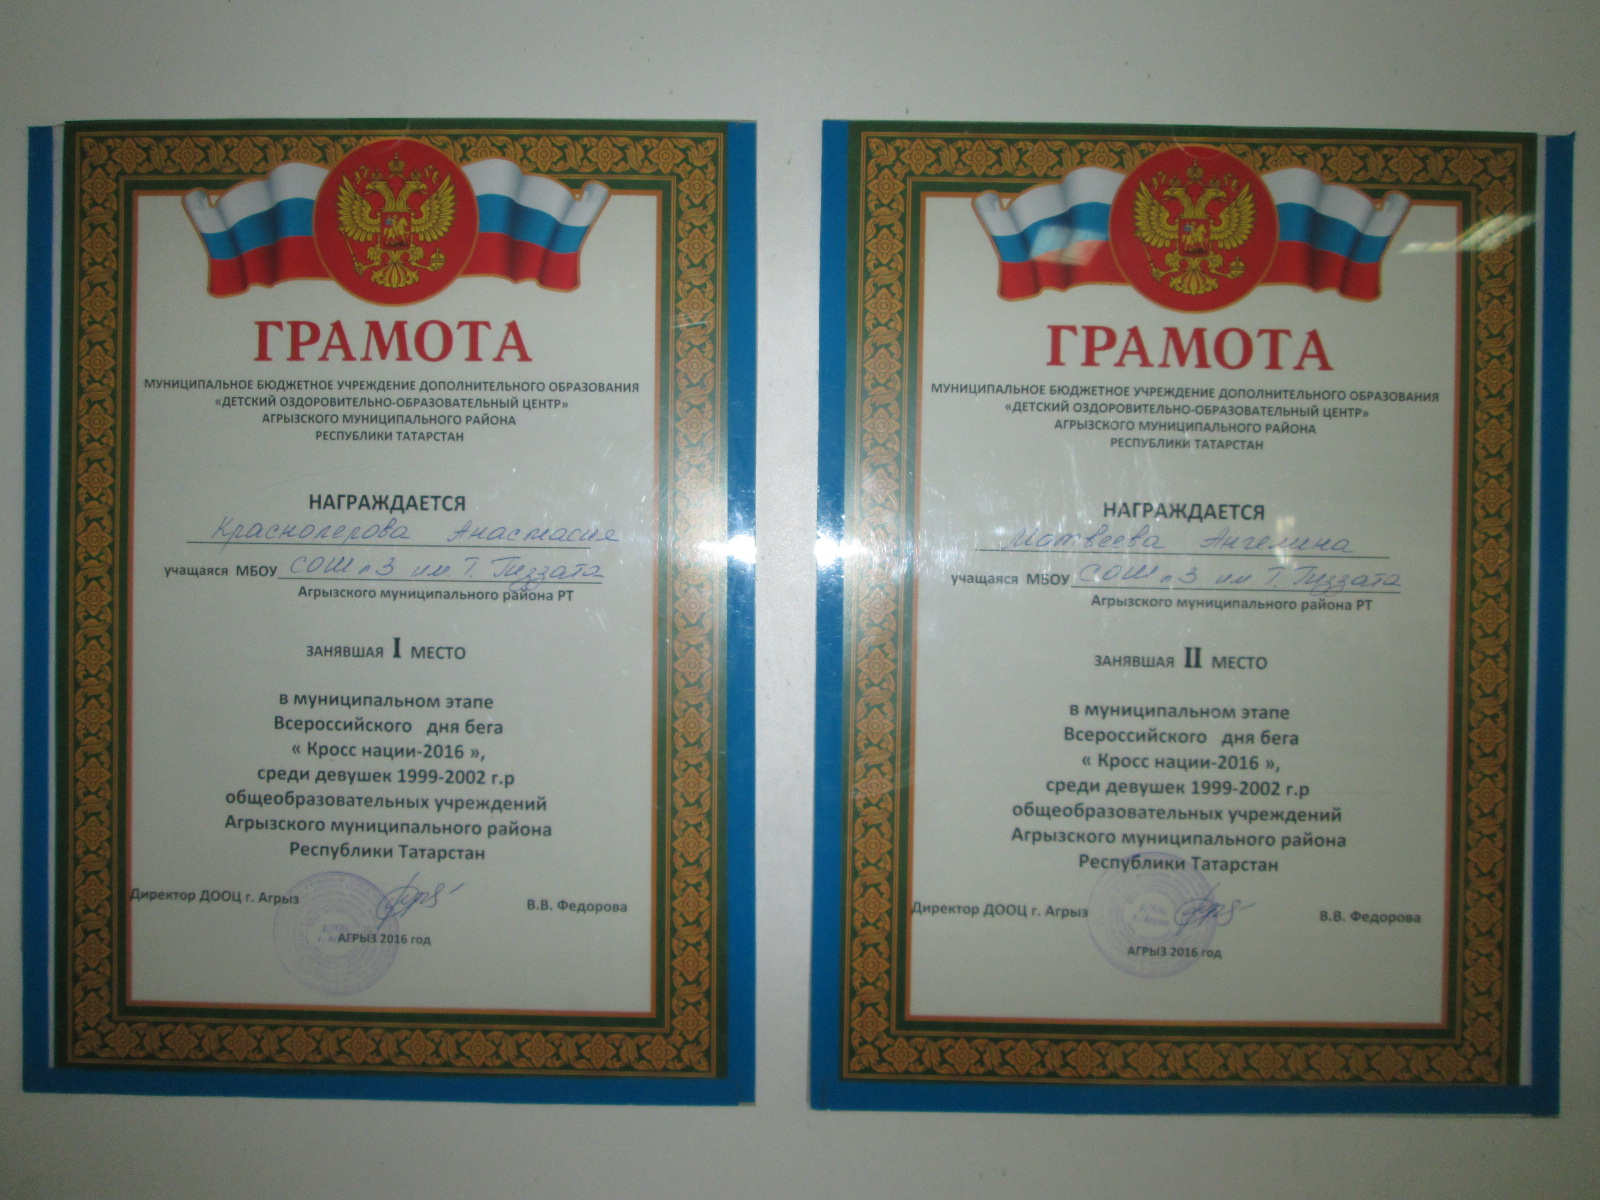 ГРАМОТА
МУНИЦИПАЛЬНОЕ БЮДЖЕТНОЕ УЧРЕЖДЕНИЕ ДОПОЛНИТЕЛЬНОГО ОБРАЗОВАНИЯ
«ДЕТСКИЙ ОЗДОРОВИТЕЛЬНО-ОБРАЗОВАТЕЛЬНЫЙ ЦЕНТР»
АГРЫЗСКОГО МУНИЦИПАЛЬНОГО РАЙОНА
РЕСПУБЛИКИ ТАТАРСТАН
НАГРАЖДАЕТСЯ
Красноперова Анастасия
учащаяся МБОУ СОШ №3 им. Т. Гиззата
Агрызского муниципального района РТ
ЗАНЯВШАЯ I МЕСТО
в муниципальном этапе
Всероссийского дня бега
« Кросс нации-2016 »,
среди девушек 1999-2002 г.р
общеобразовательных учреждений
Агрызского муниципального района
Республики Татарстан
Директор ДООЦ г. Агрыз В.В. Федорова
АГРЫЗ 2016 год
ГРАМОТА
МУНИЦИПАЛЬНОЕ БЮДЖЕТНОЕ УЧРЕЖДЕНИЕ ДОПОЛНИТЕЛЬНОГО ОБРАЗОВАНИЯ
«ДЕТСКИЙ ОЗДОРОВИТЕЛЬНО-ОБРАЗОВАТЕЛЬНЫЙ ЦЕНТР»
АГРЫЗСКОГО МУНИЦИПАЛЬНОГО РАЙОНА
РЕСПУБЛИКИ ТАТАРСТАН
НАГРАЖДАЕТСЯ
Матвеева Ангелина
учащаяся МБОУ СОШ №3 им Т. Гиззата
Агрызского муниципального района РТ
ЗАНЯВШАЯ II МЕСТО
в муниципальном этапе
Всероссийского дня бега
« Кросс нации-2016 »,
среди девушек 1999-2002 г.р
общеобразовательных учреждений
Агрызского муниципального района
Республики Татарстан
Директор ДООЦ г. Агрыз В.В. Федорова
АГРЫЗ 2016 год